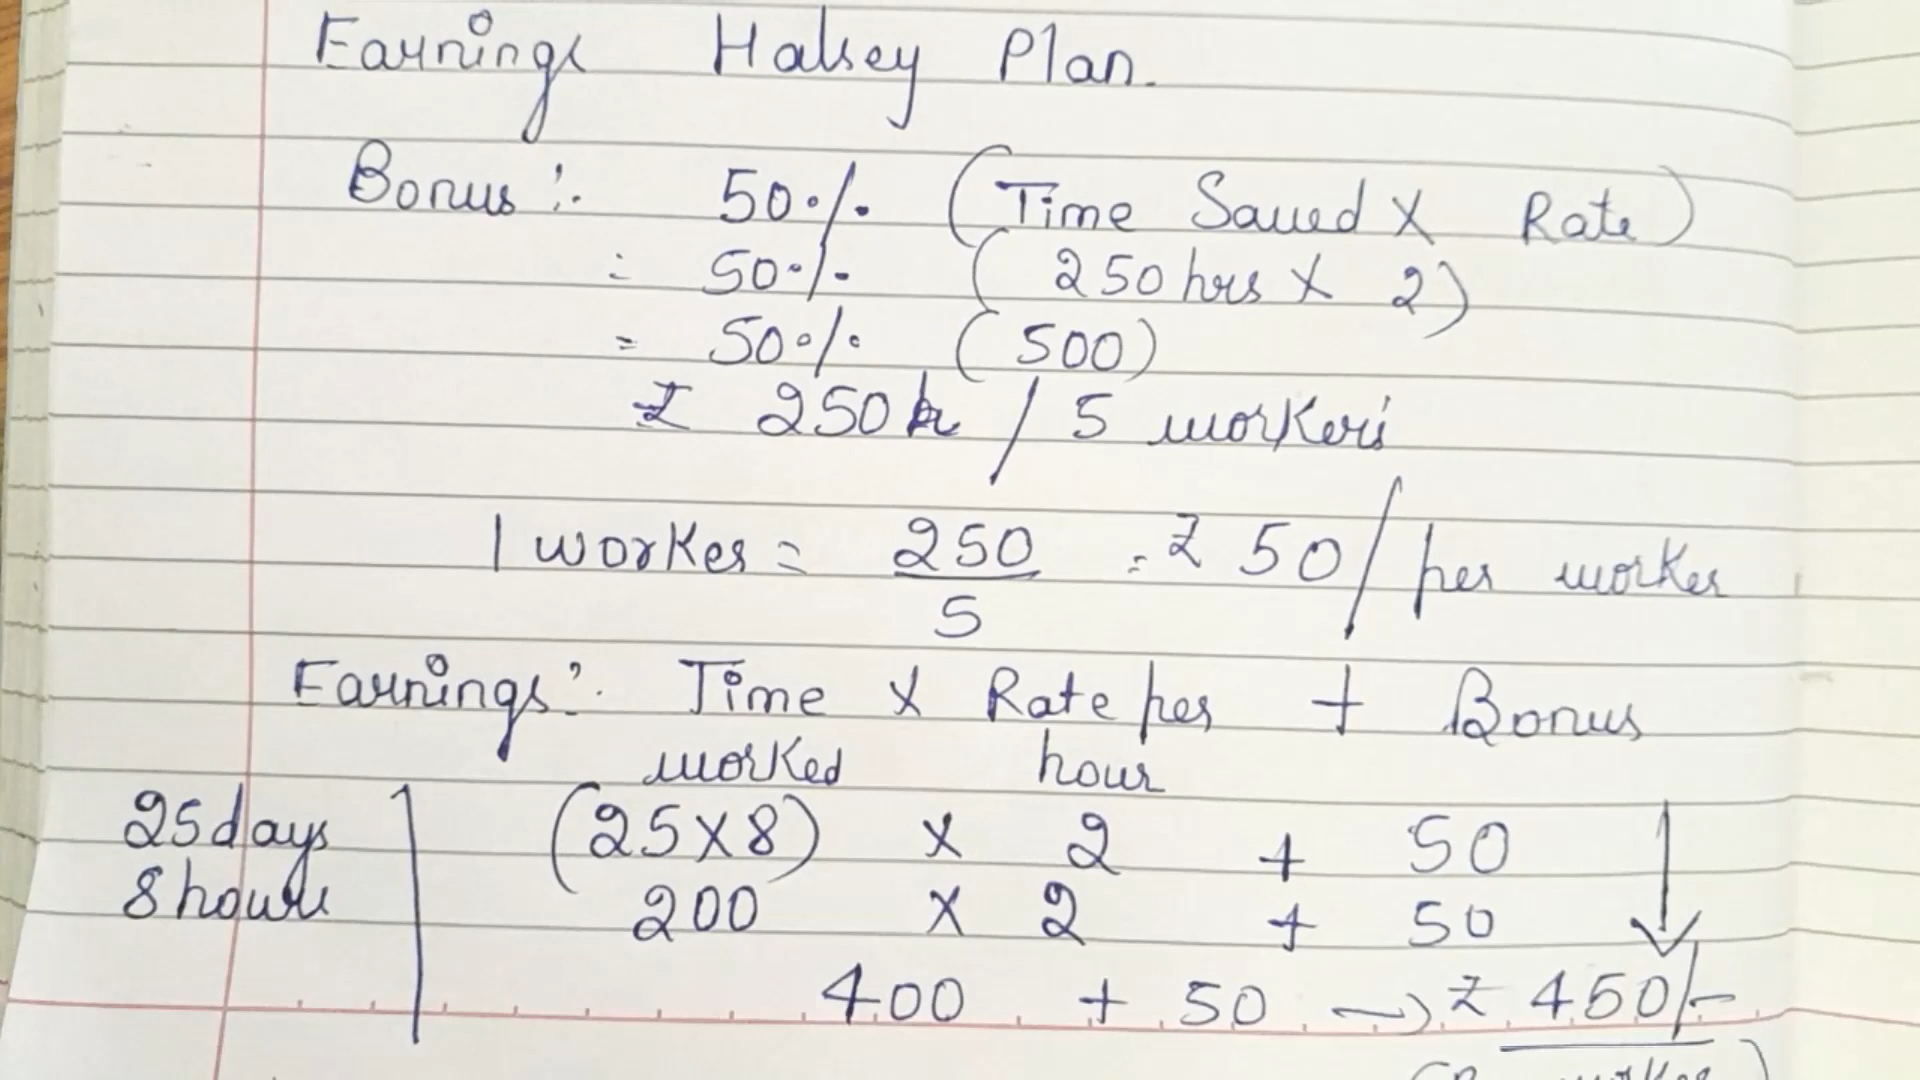 Earnings Halsey Plan.
Bonus :- 50% (Time Saved X Rate)
= 50% (250 hrs X 2)
= 50% (500)
₹ 250 / 5 workers
1 worker = 250/5 = ₹ 50/per worker
Earnings :- Time worked X Rate per hour + Bonus
25 days (25X8) X 2 + 50
8 hours 200 X 2 + 50
400 + 50 → ₹ 450/-